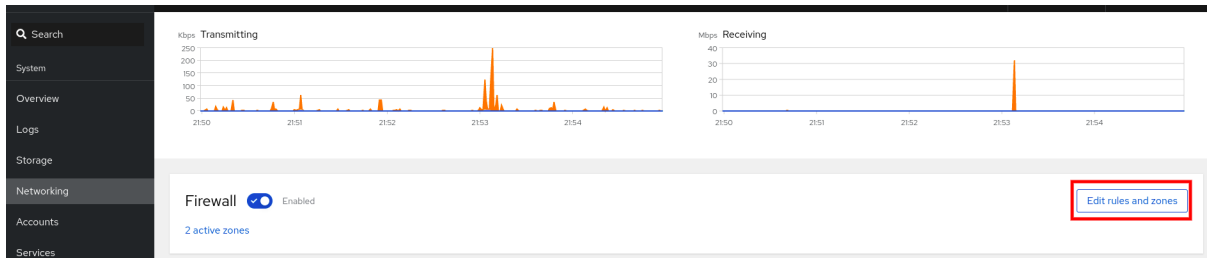 Search
System
Overview
Logs
Storage
Networking
Accounts
Services
Kbps Transmitting
250
200
150
100
50
0
21:50 21:51 21:52 21:53 21:54
Mbps Receiving
40
30
20
10
0
21:50 21:51 21:52 21:53 21:54
Firewall Enabled Edit rules and zones
2 active zones